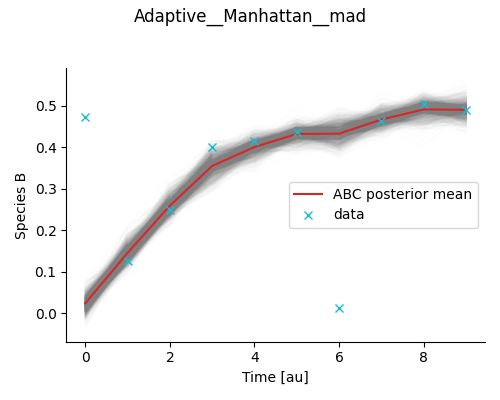 Adaptive__Manhattan__mad
Species B
0.5
0.4
0.3
0.2
0.1
0.0
ABC posterior mean
data
0 2 4 6 8
Time [au]